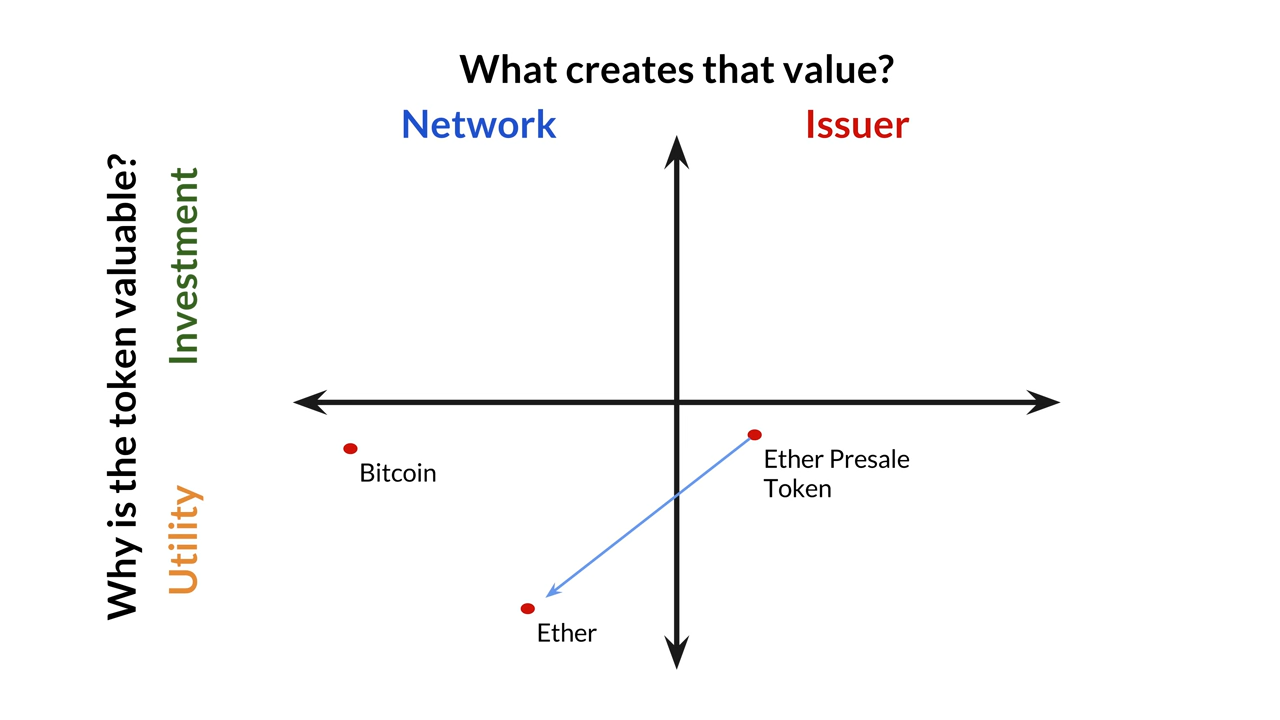 What creates that value?
Network
Issuer
Why is the token valuable?
Investment
Utility
Bitcoin
Ether Presale
Token
Ether